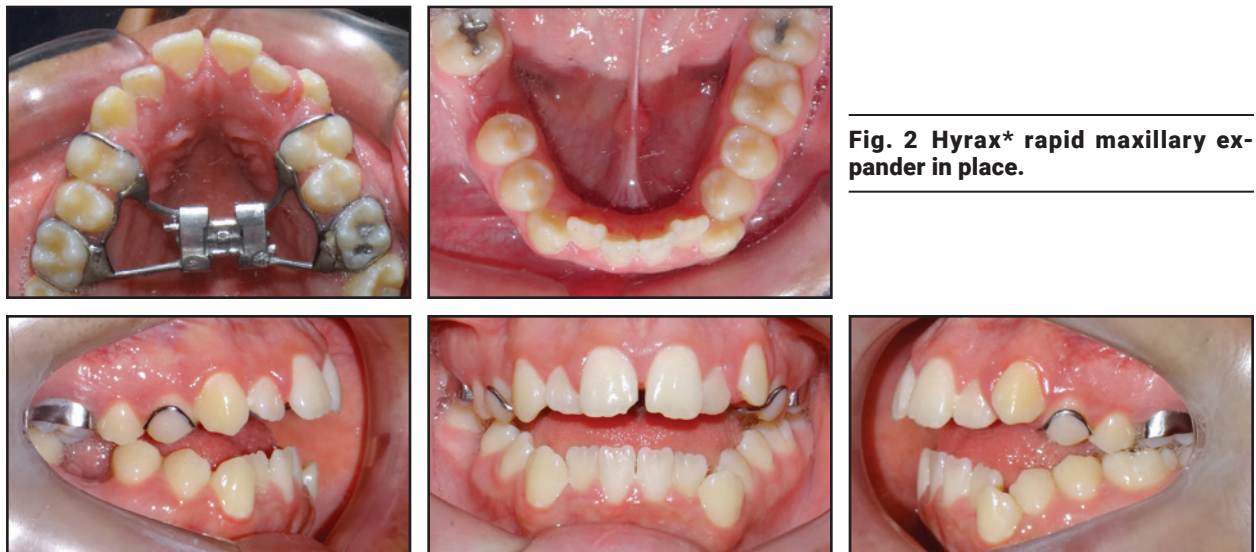 Fig. 2 Hyrax* rapid maxillary ex-
pander in place.